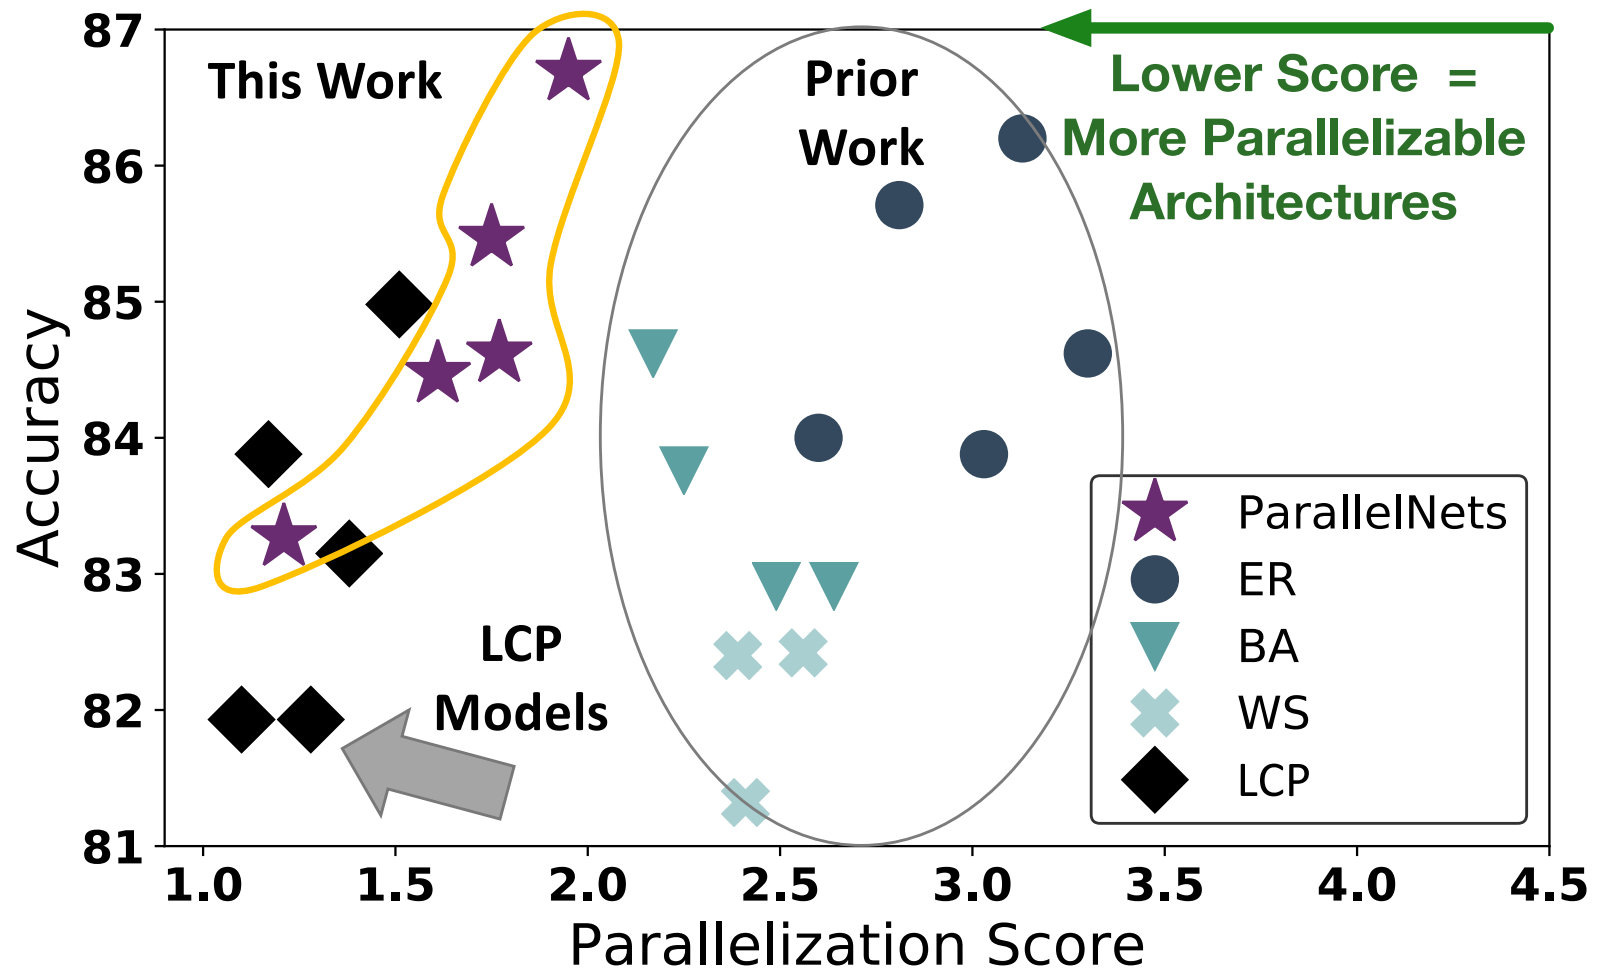 87
86
85
84
83
82
81
Accuracy
This Work
Prior
Work
Lower Score =
More Parallelizable
Architectures
LCP
Models
ParallelNets
ER
BA
WS
LCP
1.0 1.5 2.0 2.5 3.0 3.5 4.0 4.5
Parallelization Score